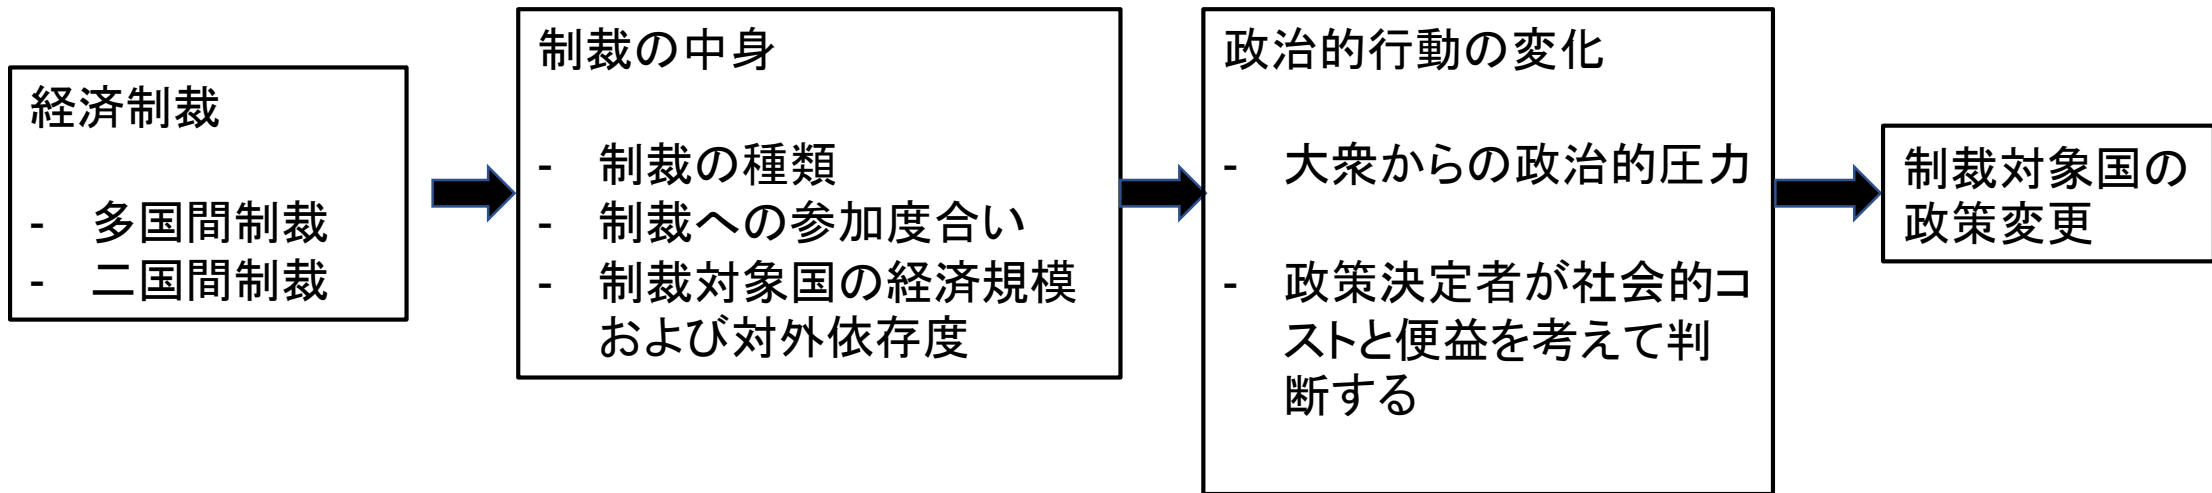 経済制裁
- 多国間制裁
- 二国間制裁
制裁の中身
- 制裁の種類
- 制裁への参加度合い
- 制裁対象国の経済規模
および対外依存度
政治的行動の変化
- 大衆からの政治的圧力
- 政策決定者が社会的コ
ストと便益を考えて判
断する
制裁対象国の
政策変更